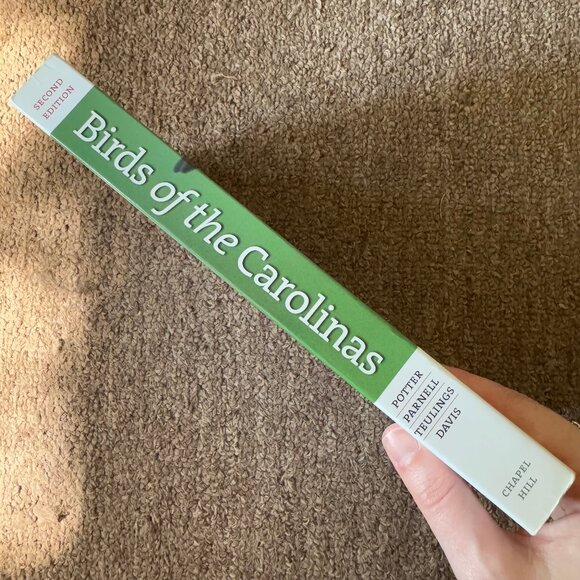 SECOND
EDITION
Birds of the Carolinas
POTTER
PARNELL
TEULINGS
DAVIS
CHAPEL
HILL